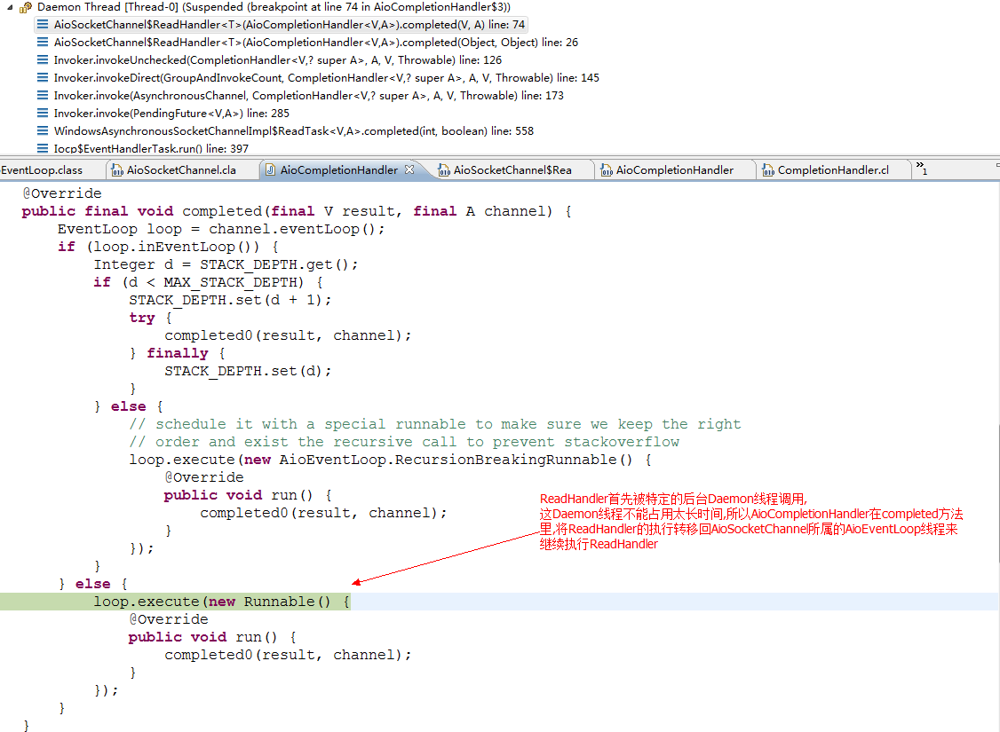 Daemon Thread [Thread-0] (Suspended (breakpoint at line 74 in AioCompletionHandler$3))
AioSocketChannel$ReadHandler<T>(AioCompletionHandler<V,A>).completed(V, A) line: 74
AioSocketChannel$ReadHandler<T>(AioCompletionHandler<V,A>).completed(Object, Object) line: 26
Invoker.invokeUnchecked(CompletionHandler<V,? super A>, A, V, Throwable) line: 126
Invoker.invokeDirect(GroupAndInvokeCount, CompletionHandler<V,? super A>, A, V, Throwable) line: 145
Invoker.invoke(AsynchronousChannel, CompletionHandler<V,? super A>, A, V, Throwable) line: 173
Invoker.invoke(PendingFuture<V,A>) line: 285
WindowsAsynchronousSocketChannelImpl$ReadTask<V,A>.completed(int, boolean) line: 558
Iocp$EventHandlerTask.run() line: 397
EventLoop.class AioSocketChannel.cla AioCompletionHandler AioSocketChannel$Rea AioCompletionHandler CompletionHandler.cl »1
@Override
public final void completed(final V result, final A channel) {
EventLoop loop = channel.eventLoop();
if (loop.inEventLoop()) {
Integer d = STACK_DEPTH.get();
if (d < MAX_STACK_DEPTH) {
STACK_DEPTH.set(d + 1);
try {
completed0(result, channel);
} finally {
STACK_DEPTH.set(d);
}
} else {
// schedule it with a special runnable to make sure we keep the right
// order and exist the recursive call to prevent stackoverflow
loop.execute(new AioEventLoop.RecursionBreakingRunnable() {
@Override
public void run() {
completed0(result, channel);
}
});
}
} else {
loop.execute(new Runnable() {
@Override
public void run() {
completed0(result, channel);
}
});
}
}
ReadHandler首先被特定的后台Daemon线程调用,
这Daemon线程不能占用太长时间,所以AioCompletionHandler在completed方法
里,将ReadHandler的执行转移回AioSocketChannel所属的AioEventLoop线程来
继续执行ReadHandler